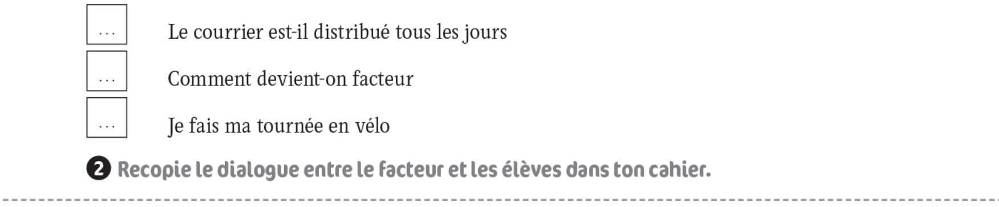 ... Le courrier est-il distribué tous les jours
... Comment devient-on facteur
... Je fais ma tournée en vélo
2 Recopie le dialogue entre le facteur et les élèves dans ton cahier.